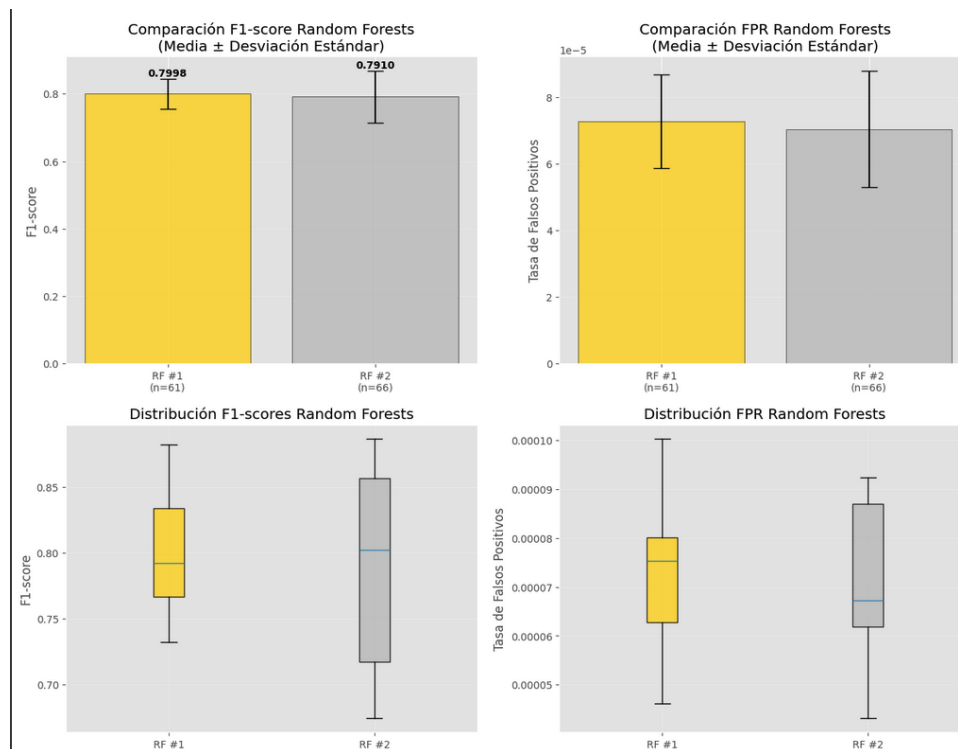 Comparación F1-score Random Forests
(Media ± Desviación Estándar)
0.7998
0.7910
0.8
0.6
0.4
0.2
0.0
F1-score
RF #1
(n=61)
RF #2
(n=66)
Comparación FPR Random Forests
(Media ± Desviación Estándar)
1e−5
8
6
4
2
0
Tasa de Falsos Positivos
RF #1
(n=61)
RF #2
(n=66)
Distribución F1-scores Random Forests
0.85
0.80
0.75
0.70
F1-score
RF #1
RF #2
Distribución FPR Random Forests
0.00010
0.00009
0.00008
0.00007
0.00006
0.00005
Tasa de Falsos Positivos
RF #1
RF #2